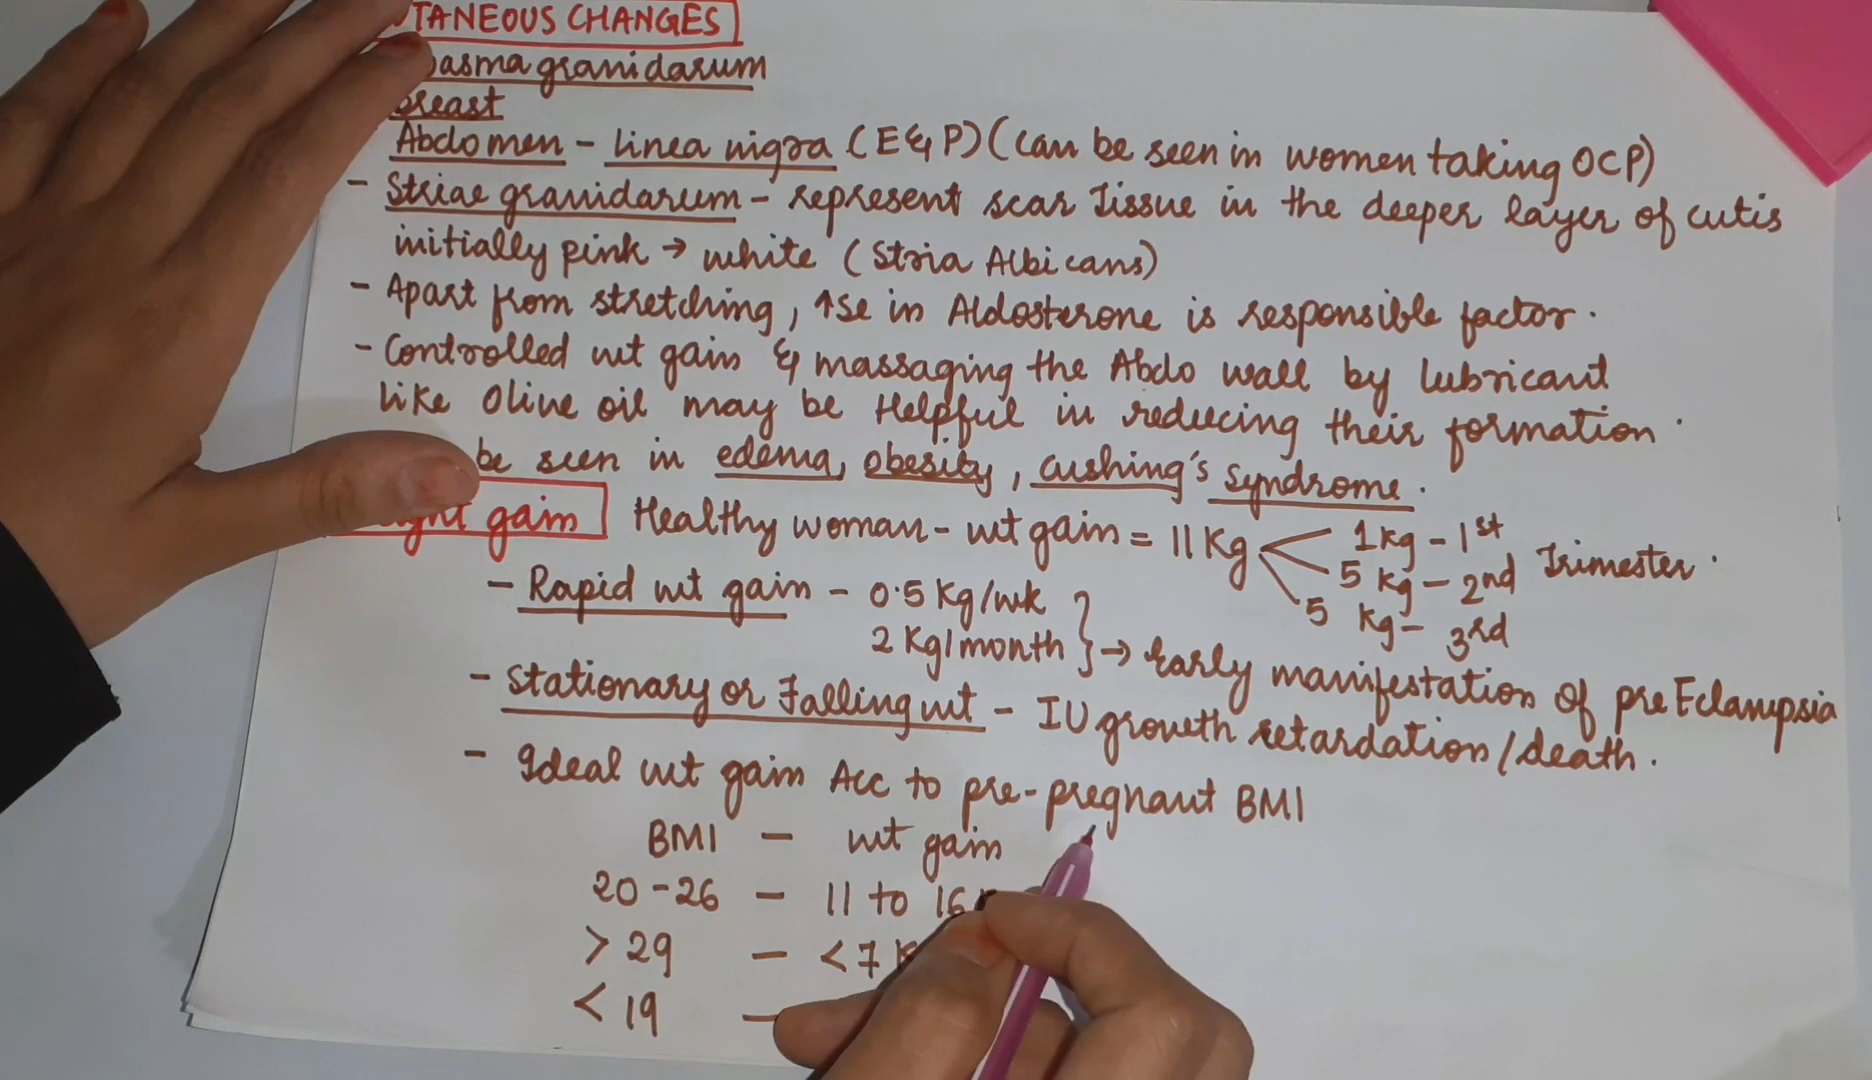 TANEOUS CHANGES
asma gravidarum
breast
Abdomen - linea nigra (E & P) (can be seen in women taking OCP)
- Striae gravidarum - represent scar tissue in the deeper layer of cutis
initially pink → white (Stria Albicans)
- Apart from stretching, ↑se in Aldosterone is responsible factor.
- Controlled wt gain & massaging the Abdo wall by lubricant
like Olive oil may be Helpful in reducing their formation.
be seen in edema, obesity, cushing's syndrome.
gain Healthy woman - wt gain = 11 Kg 1 kg - 1st
5 kg - 2nd Trimester.
5 kg - 3rd
- Rapid wt gain - 0.5 Kg/wk
2 Kg/month } → Early manifestation of preEclampsia
- Stationary or Falling wt - IU growth retardation/death.
- Ideal wt gain Acc to pre-pregnant BMI
BMI - wt gain
20-26 - 11 to 16
> 29 - <7 K
< 19 -